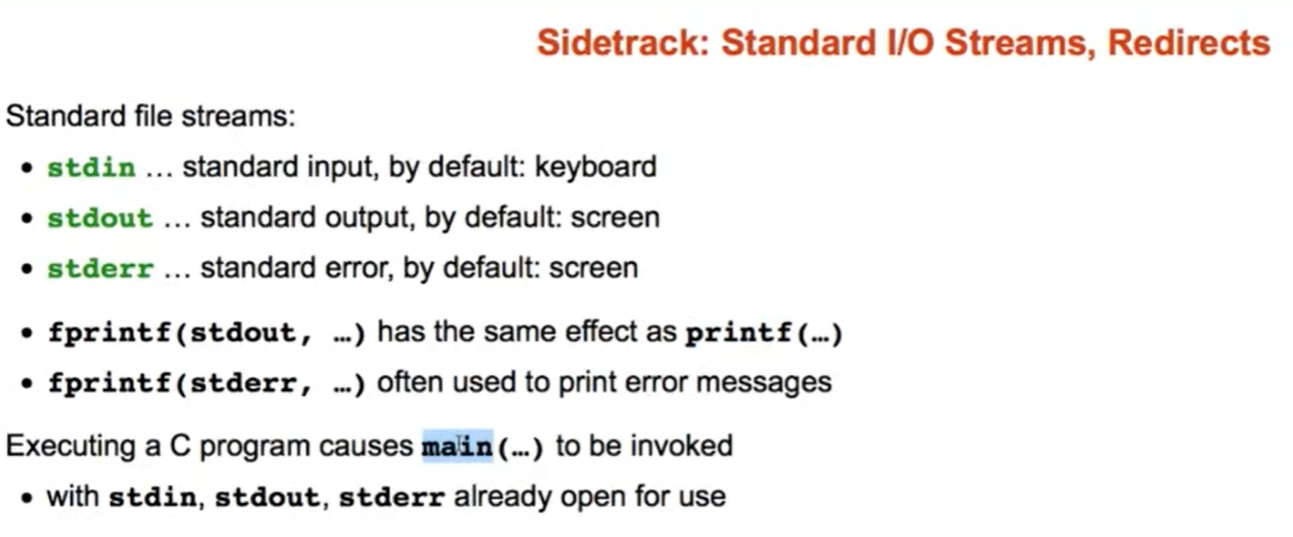 Sidetrack: Standard I/O Streams, Redirects
Standard file streams:
• stdin ... standard input, by default: keyboard
• stdout ... standard output, by default: screen
• stderr ... standard error, by default: screen
• fprintf(stdout, …) has the same effect as printf(…)
• fprintf(stderr, …) often used to print error messages
Executing a C program causes main(…) to be invoked
• with stdin, stdout, stderr already open for use